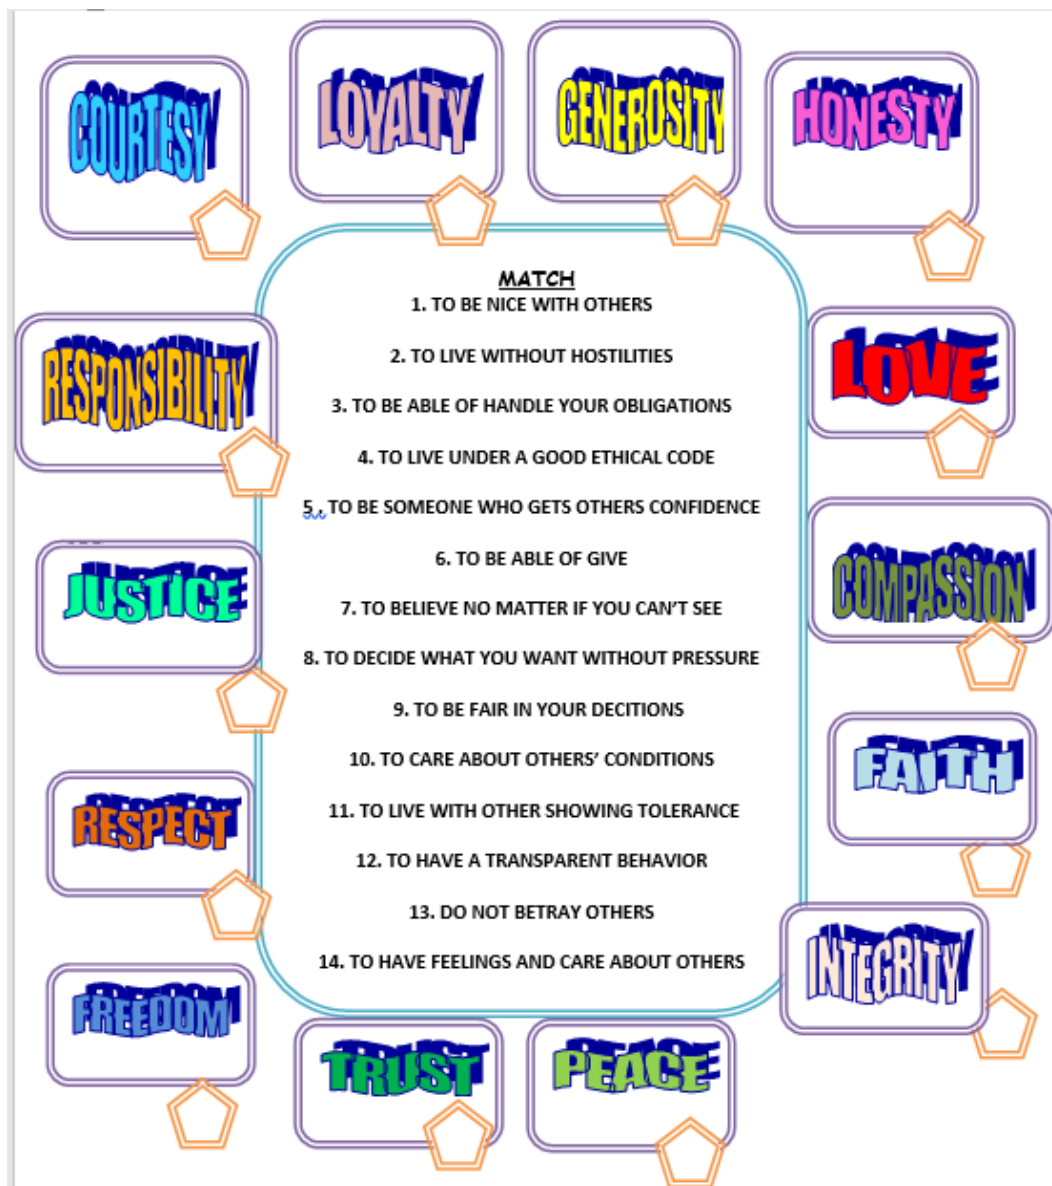 COURTESY
LOYALTY
GENEROSITY
HONESTY
RESPONSIBILITY
LOVE
JUSTICE
COMPASSION
RESPECT
FAITH
FREEDOM
INTEGRITY
TRUST
PEACE
MATCH
1. TO BE NICE WITH OTHERS
2. TO LIVE WITHOUT HOSTILITIES
3. TO BE ABLE OF HANDLE YOUR OBLIGATIONS
4. TO LIVE UNDER A GOOD ETHICAL CODE
5 . TO BE SOMEONE WHO GETS OTHERS CONFIDENCE
6. TO BE ABLE OF GIVE
7. TO BELIEVE NO MATTER IF YOU CAN'T SEE
8. TO DECIDE WHAT YOU WANT WITHOUT PRESSURE
9. TO BE FAIR IN YOUR DECITIONS
10. TO CARE ABOUT OTHERS' CONDITIONS
11. TO LIVE WITH OTHER SHOWING TOLERANCE
12. TO HAVE A TRANSPARENT BEHAVIOR
13. DO NOT BETRAY OTHERS
14. TO HAVE FEELINGS AND CARE ABOUT OTHERS